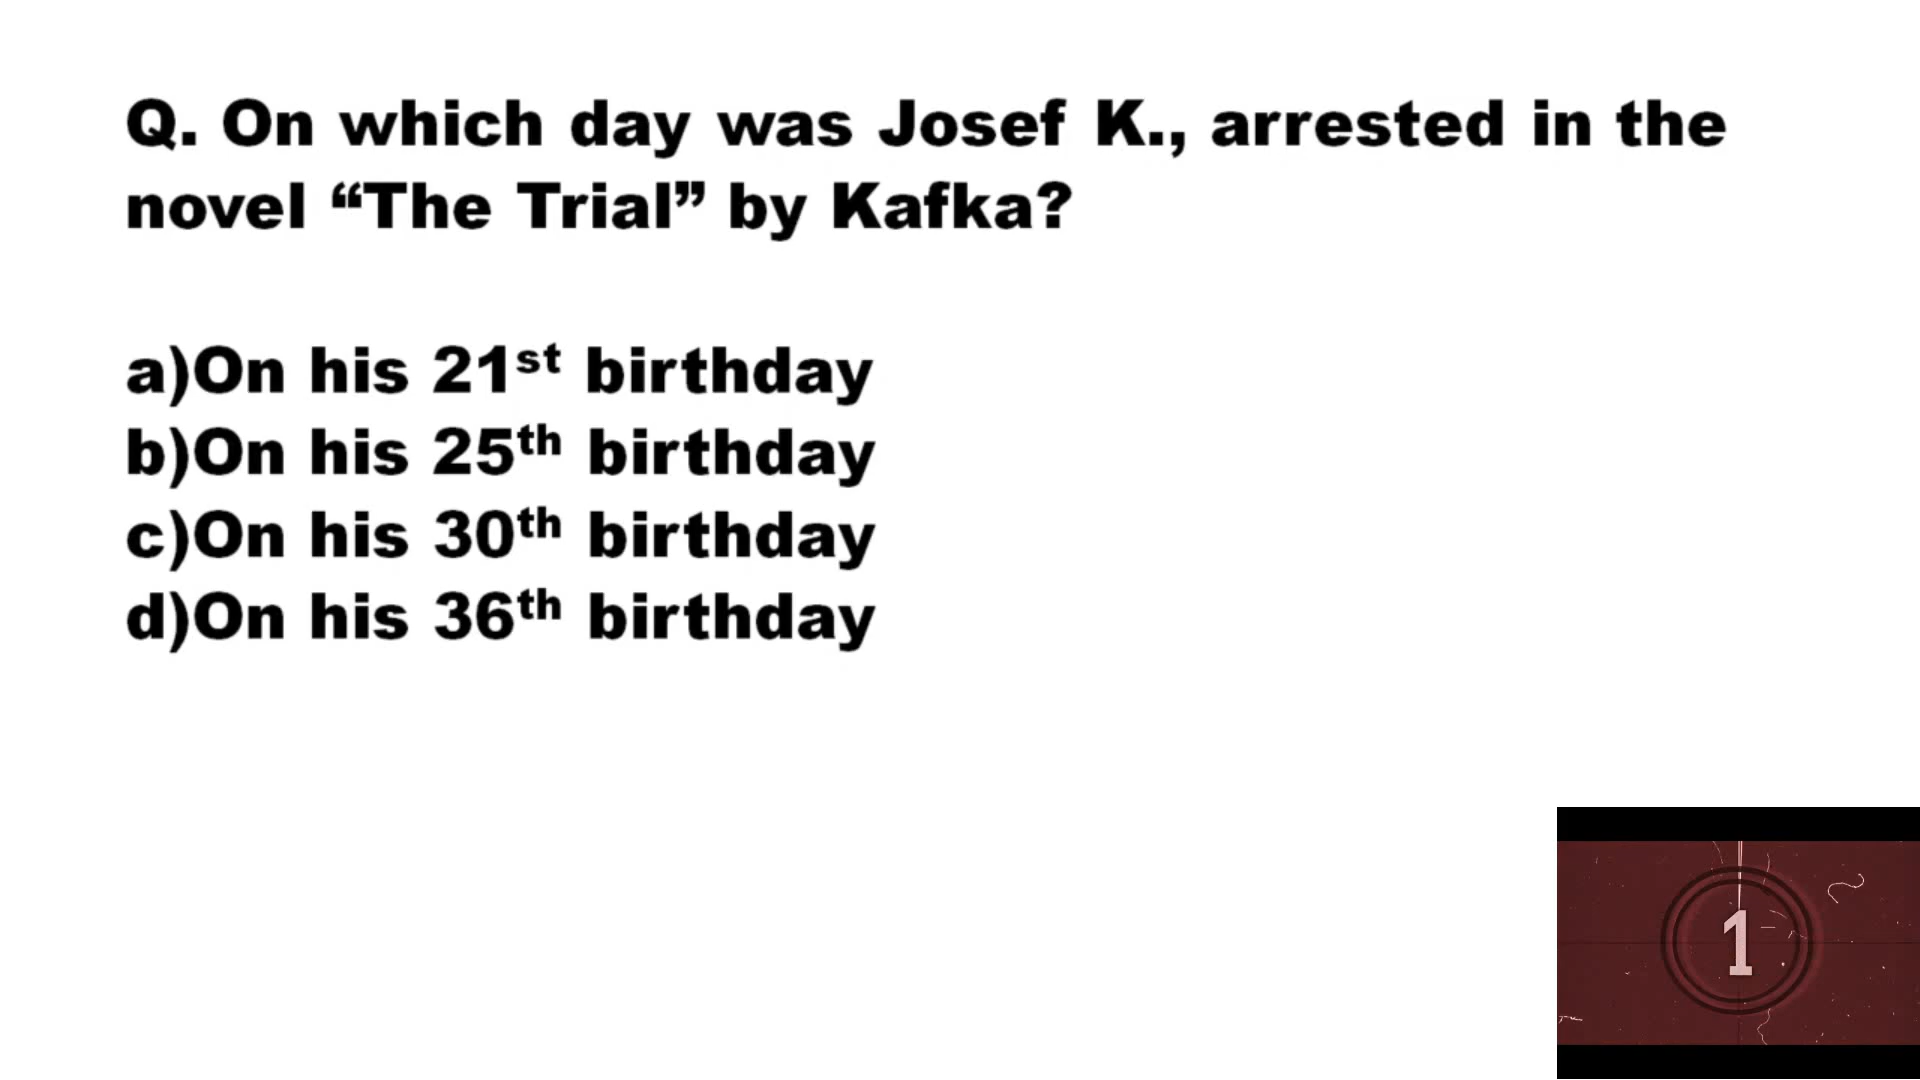 Q. On which day was Josef K., arrested in the
novel “The Trial” by Kafka?
a)On his 21st birthday
b)On his 25th birthday
c)On his 30th birthday
d)On his 36th birthday
1